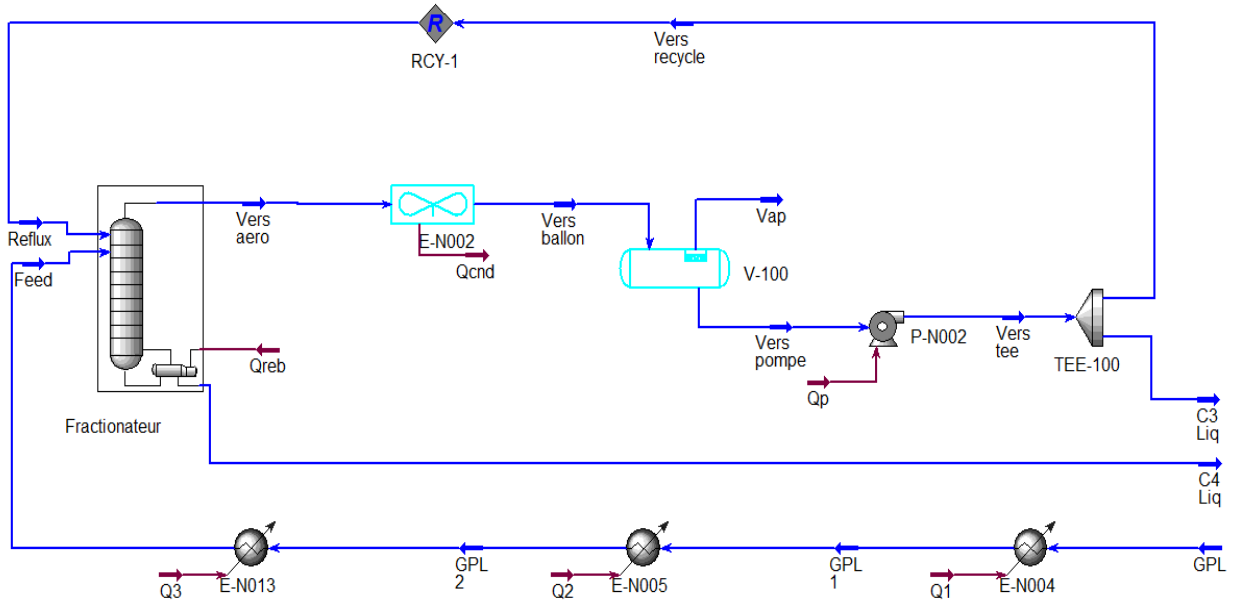 R
RCY-1
Vers
recycle
Reflux
Feed
Vers
aero
E-N002
Qcnd
Vers
ballon
Vap
V-100
Vers
pompe
P-N002
Qp
Vers
tee
TEE-100
Qreb
Fractionateur
C3
Liq
C4
Liq
Q3
E-N013
GPL
2
Q2
E-N005
GPL
1
Q1
E-N004
GPL